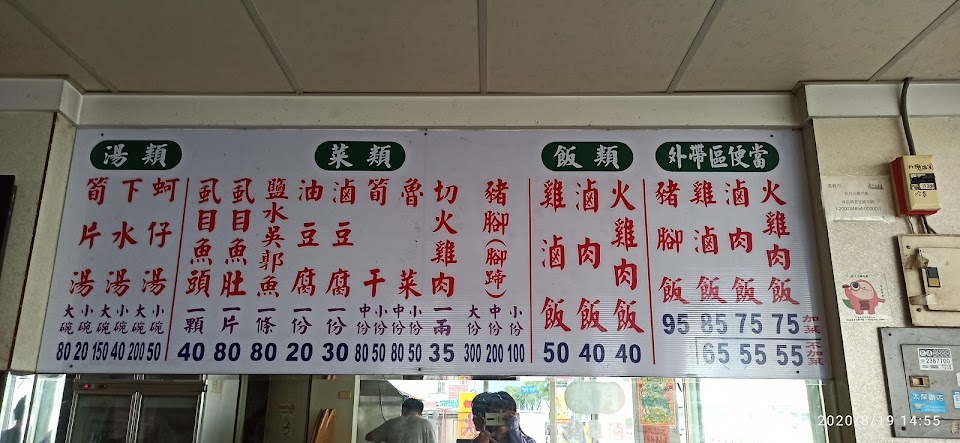 湯類
筍片湯 大碗 80 小碗 20
下水湯 大碗 150 小碗 40
蚵仔湯 大碗 200 小碗 50
菜類
虱目魚頭 一顆 40
虱目魚肚 一片 80
鹽水吳郭魚 一條 80
油豆腐 一份 20
滷豆腐 一份 30
筍干 中份 80 小份 50
魯菜 中份 80 小份 50
切火雞肉 一兩 35
豬腳(腳蹄) 大份 300 中份 200 小份 100
飯類
雞滷飯 50
滷肉飯 40
火雞肉飯 40
外帶區便當
豬腳飯 95
雞滷飯 85 65
滷肉飯 75 55
火雞肉飯 75 55
加菜
不加菜
2387700
2020/8/19 14:55